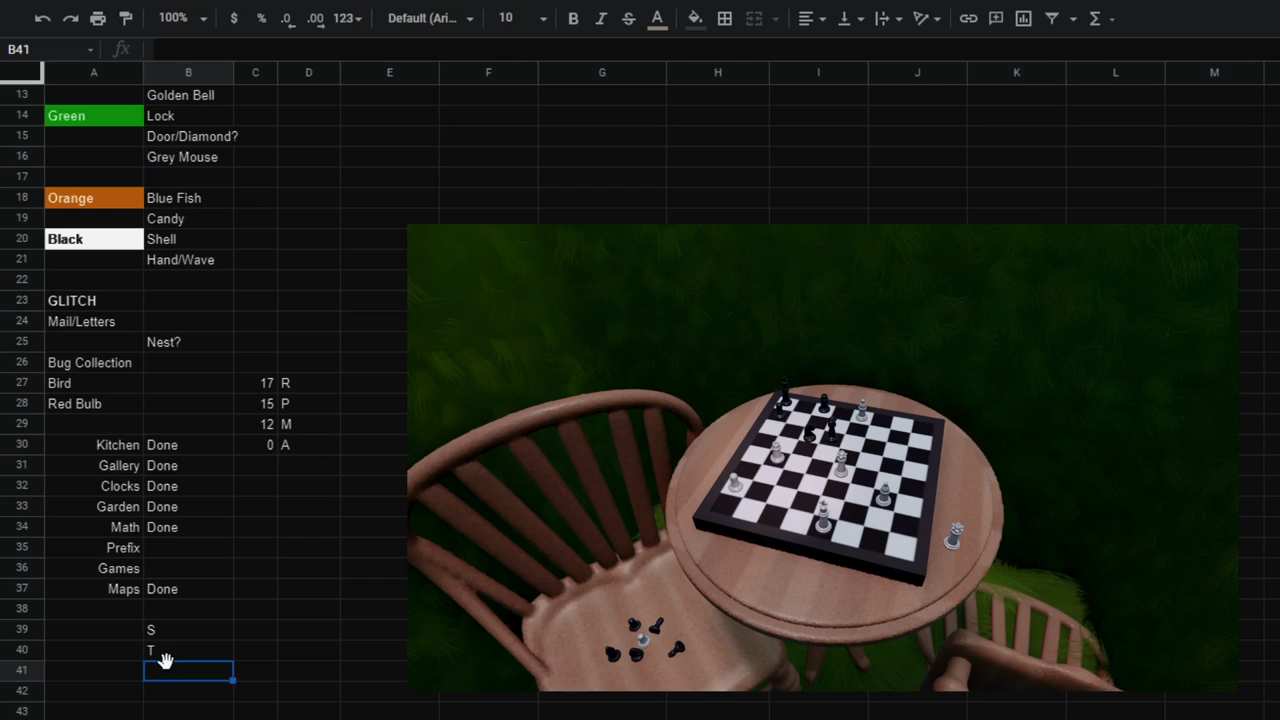 100% $ % .0 .00 123 Default (Ari... 10 B I S A Σ
B41 fx
A B C D E F G H I J K L M
13 Golden Bell
14 Green Lock
15 Door/Diamond?
16 Grey Mouse
17
18 Orange Blue Fish
19 Candy
20 Black Shell
21 Hand/Wave
22
23 GLITCH
24 Mail/Letters
25 Nest?
26 Bug Collection
27 Bird 17 R
28 Red Bulb 15 P
29 12 M
30 Kitchen Done 0 A
31 Gallery Done
32 Clocks Done
33 Garden Done
34 Math Done
35 Prefix
36 Games
37 Maps Done
38
39 S
40 T
41
42
43